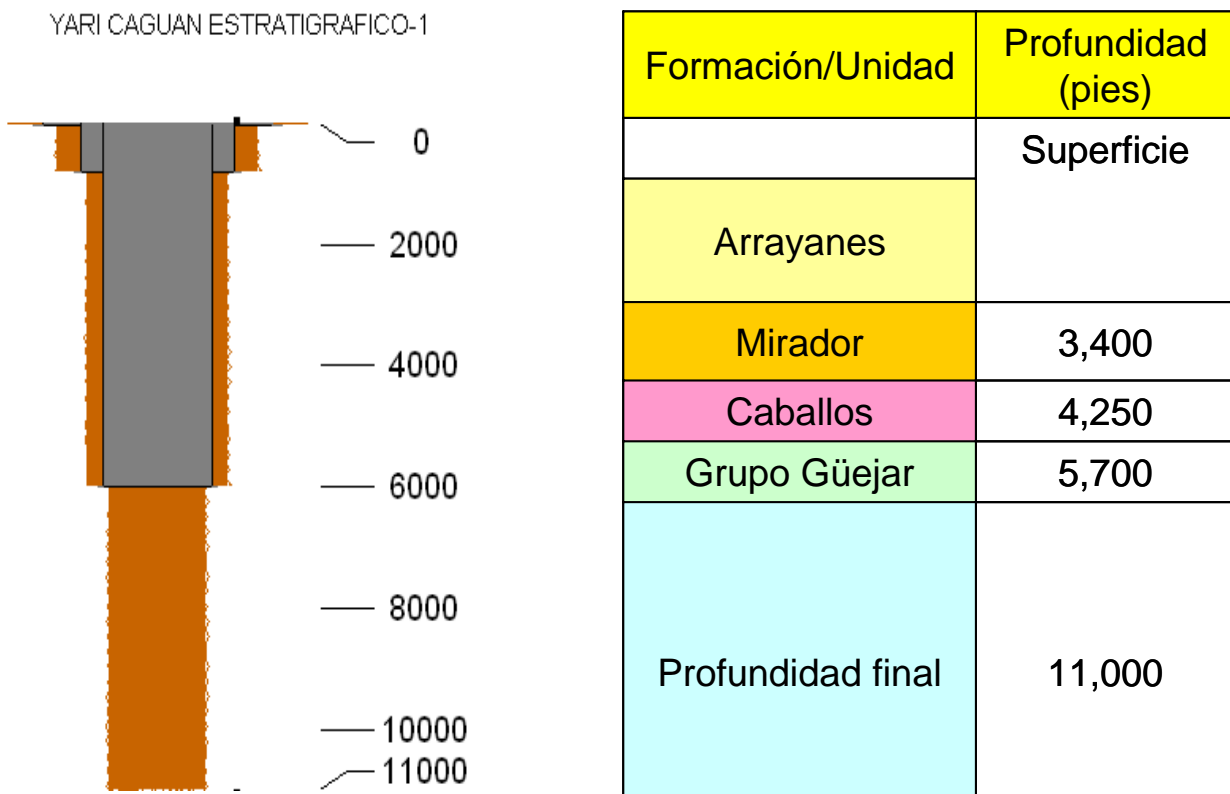 YARI CAGUAN ESTRATIGRAFICO-1
0
2000
4000
6000
8000
10000
11000
Formación/Unidad
Profundidad
(pies)
Superficie
Arrayanes
Mirador
3,400
Caballos
4,250
Grupo Güejar
5,700
Profundidad final
11,000